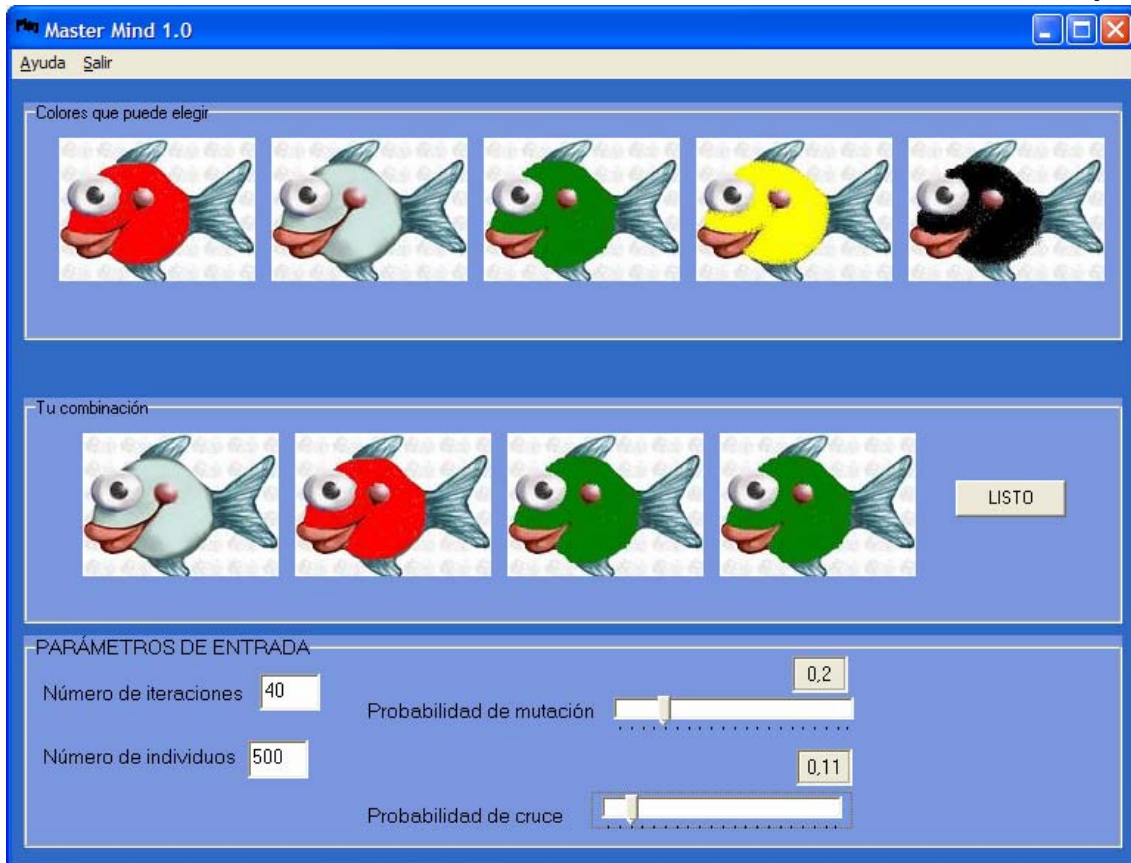 Master Mind 1.0
Ayuda Salir
Colores que puede elegir
Tu combinación
LISTO
PARÁMETROS DE ENTRADA
Número de iteraciones 40
0,2
Probabilidad de mutación
Número de individuos 500
0,11
Probabilidad de cruce